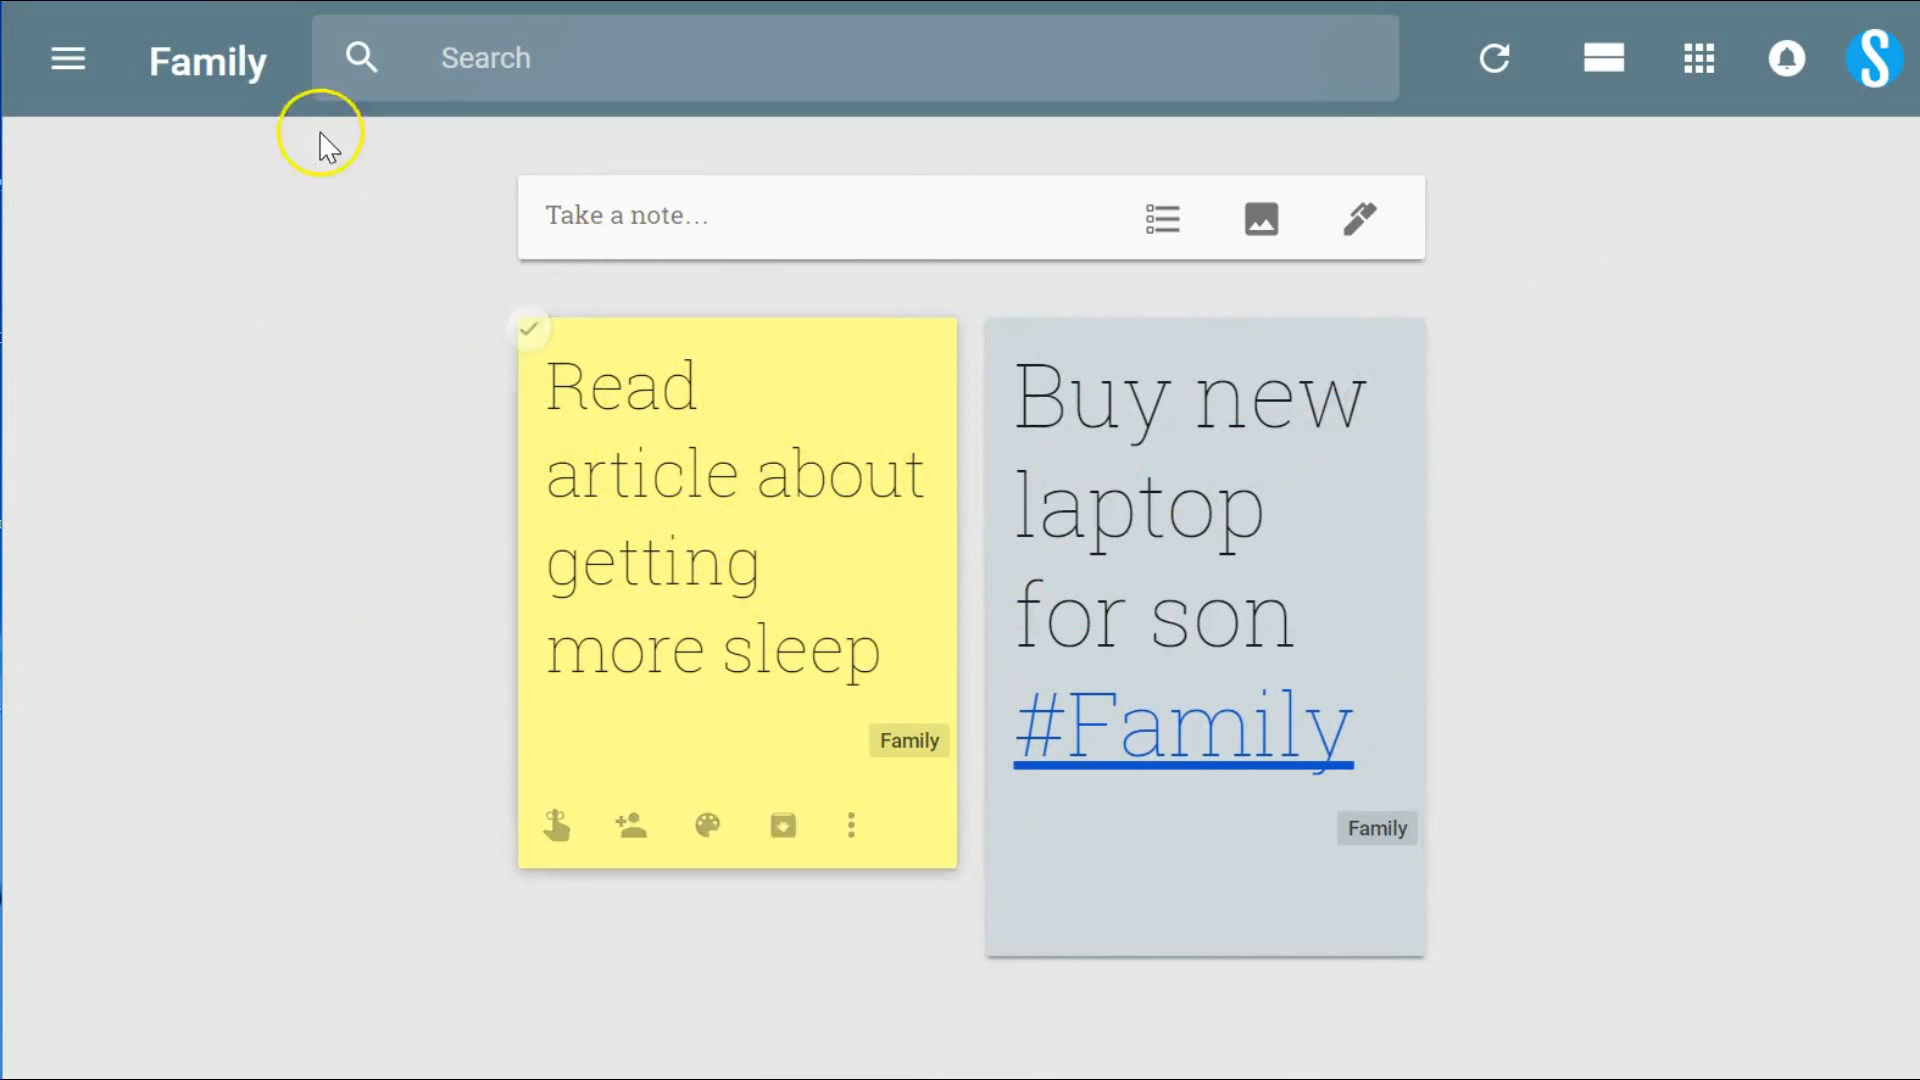 Family
Search
Take a note...
Read
article about
getting
more sleep
Family
Buy new
laptop
for son
#Family
Family